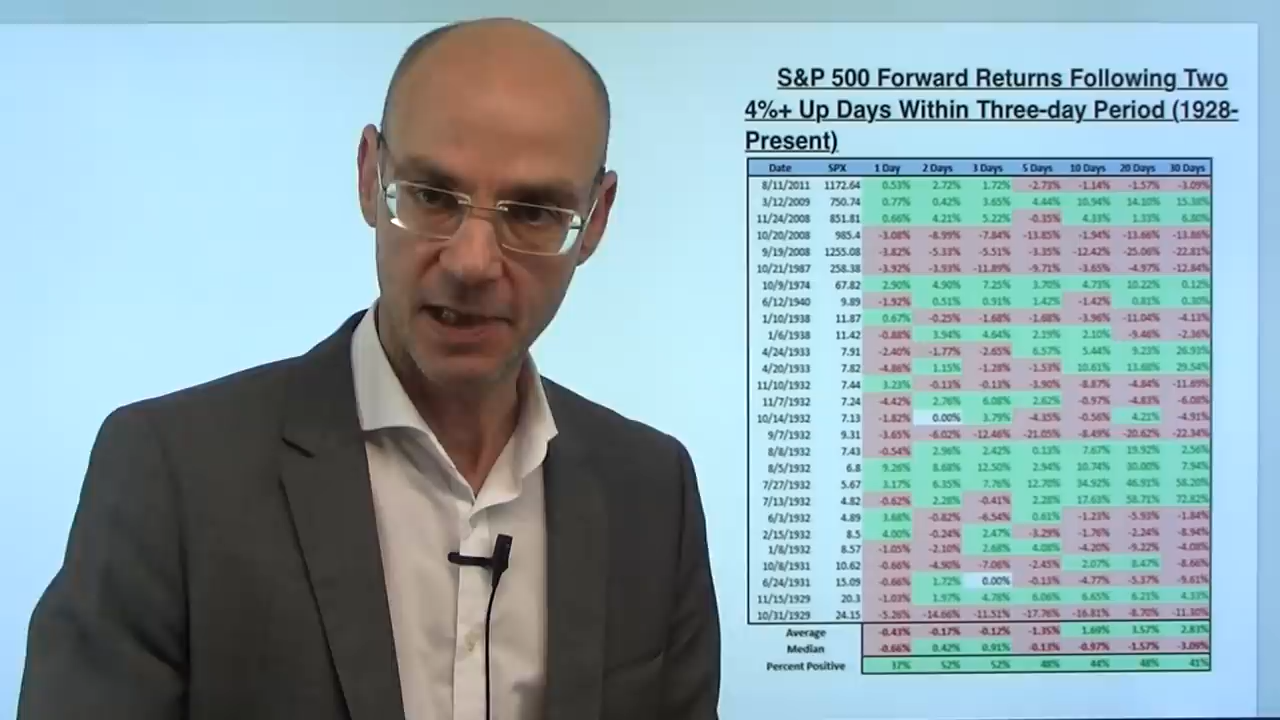 S&P 500 Forward Returns Following Two
4%+ Up Days Within Three-day Period (1928-
Present)
Date SPX 1 Day 2 Days 3 Days 5 Days 10 Days 20 Days 30 Days
8/11/2011 1172.64 0.53% 2.72% 1.72% -2.73% -1.14% -1.57% -3.09%
3/12/2009 750.74 0.77% 0.42% 3.65% 4.44% 10.94% 14.10% 15.38%
11/24/2008 851.81 0.66% 4.21% 5.22% -0.35% 4.33% 1.33% 6.80%
10/20/2008 985.4 -3.08% -8.99% -7.84% -13.85% -1.94% -13.66% -13.86%
9/19/2008 1255.08 -3.82% -5.33% -5.51% -3.35% -12.42% -25.06% -22.81%
10/21/1987 258.38 -3.92% -3.93% -11.89% -9.71% -3.65% -4.97% -12.84%
10/9/1974 67.82 2.90% 4.90% 7.25% 3.70% 4.73% 10.22% 0.12%
6/12/1940 9.89 -1.92% 0.51% 0.91% 1.42% -1.42% 0.81% 0.30%
1/10/1938 11.87 0.67% -0.25% -1.68% -1.68% -3.96% -11.04% -4.13%
1/6/1938 11.42 -0.88% 3.94% 4.64% 2.19% 2.10% -9.46% -2.36%
4/24/1933 7.91 -2.40% -1.77% -2.65% 6.57% 5.44% 9.23% 26.93%
4/20/1933 7.82 -4.86% 1.15% -1.28% -1.53% 10.61% 13.68% 29.54%
11/10/1932 7.44 3.23% -0.13% -0.13% -3.90% -8.87% -4.84% -11.69%
11/7/1932 7.24 -4.42% 2.76% 6.08% 2.62% -0.97% -4.83% -6.08%
10/14/1932 7.13 -1.82% 0.00% 3.79% -4.35% -0.56% 4.21% -4.91%
9/7/1932 9.31 -3.65% -6.02% -12.46% -21.05% -8.49% -20.62% -22.34%
8/8/1932 7.43 -0.54% 2.96% 2.42% 0.13% 7.67% 19.92% 2.56%
8/5/1932 6.8 9.26% 8.68% 12.50% 2.94% 10.74% 30.00% 7.94%
7/27/1932 5.67 3.17% 6.35% 7.76% 12.70% 34.92% 46.91% 58.20%
7/13/1932 4.82 -0.62% 2.28% -0.41% 2.28% 17.63% 58.71% 72.82%
6/3/1932 4.89 3.68% -0.82% -6.54% 0.61% -1.23% -5.93% -1.84%
2/15/1932 8.5 4.00% -0.24% 2.47% -3.29% -1.76% -2.24% -8.94%
1/8/1932 8.57 -1.05% -2.10% 2.68% 4.08% -4.20% -9.22% -4.08%
10/8/1931 10.62 -0.66% -4.90% -7.06% -2.45% 2.07% 8.47% -8.66%
6/24/1931 15.09 -0.66% 1.72% 0.00% -0.13% -4.77% -5.37% -9.61%
11/15/1929 20.3 -1.03% 1.97% 4.78% 6.06% 6.65% 6.21% 4.33%
10/31/1929 24.15 -5.26% -14.66% -11.51% -17.76% -16.81% -8.70% -11.30%
Average -0.43% -0.17% -0.12% -1.35% 1.69% 3.57% 2.83%
Median -0.66% 0.42% 0.91% -0.13% -0.97% -1.57% -3.09%
Percent Positive 37% 52% 52% 48% 44% 48% 41%